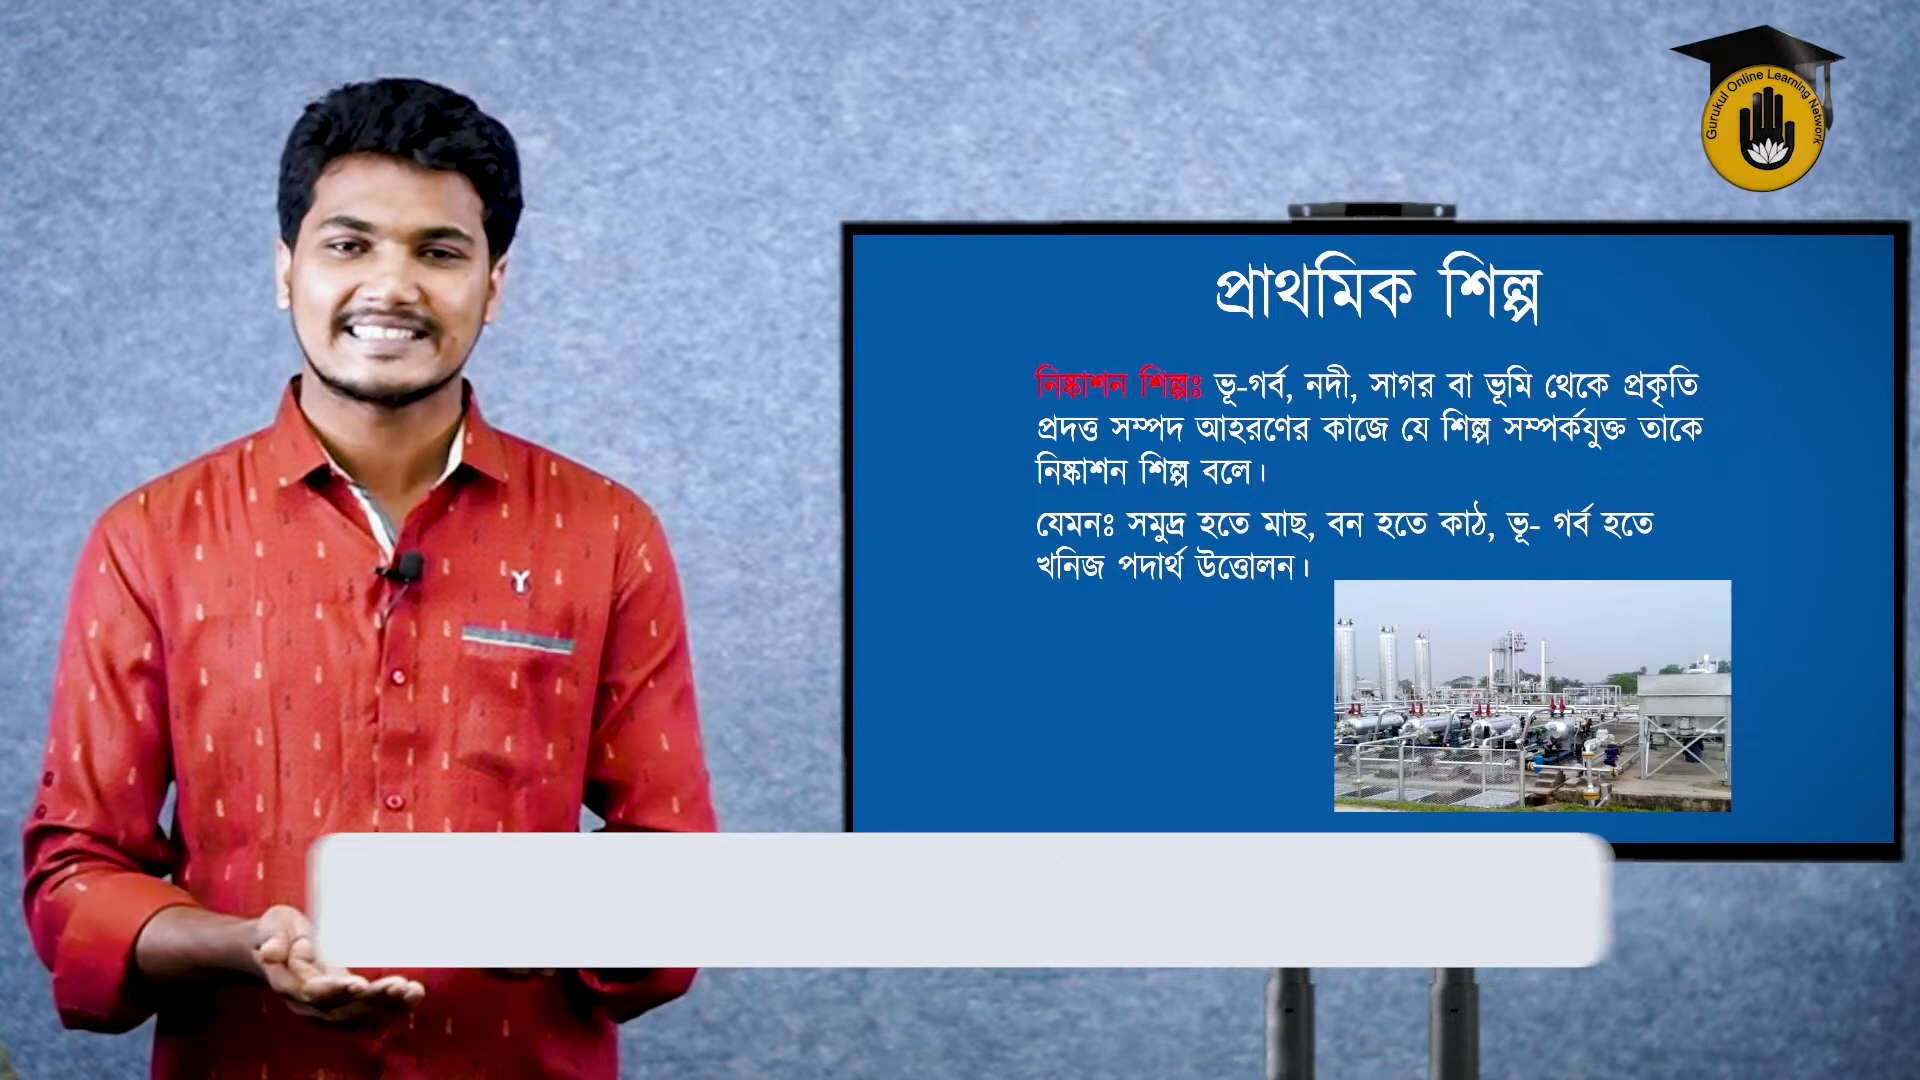 Gurukul Online Learning Network
প্রাথমিক শিল্প
নিষ্কাশন শিল্পঃ ভূ-গর্ব, নদী, সাগর বা ভূমি থেকে প্রকৃতি
প্রদত্ত সম্পদ আহরণের কাজে যে শিল্প সম্পর্কযুক্ত তাকে
নিষ্কাশন শিল্প বলে।
যেমনঃ সমুদ্র হতে মাছ, বন হতে কাঠ, ভূ- গর্ব হতে
খনিজ পদার্থ উত্তোলন।